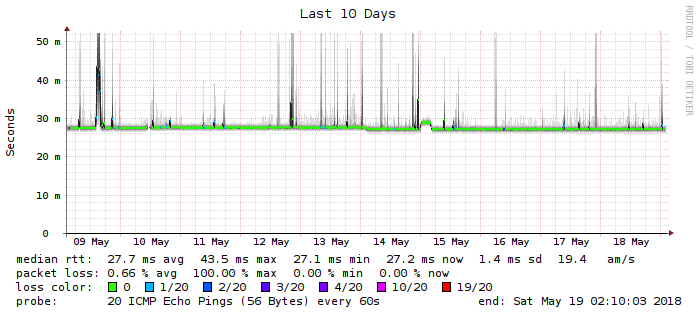 Last 10 Days
RRDTOOL / TOBI OETIKER
Seconds
50 m
40 m
30 m
20 m
10 m
0
09 May 10 May 11 May 12 May 13 May 14 May 15 May 16 May 17 May 18 May
median rtt: 27.7 ms avg 43.5 ms max 27.1 ms min 27.2 ms now 1.4 ms sd 19.4 am/s
packet loss: 0.66 % avg 100.00 % max 0.00 % min 0.00 % now
loss color: 0 1/20 2/20 3/20 4/20 10/20 19/20
probe: 20 ICMP Echo Pings (56 Bytes) every 60s end: Sat May 19 02:10:03 2018